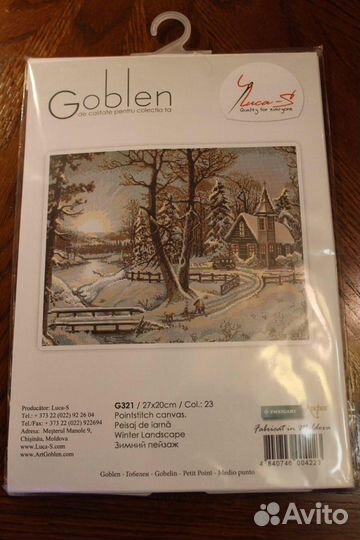 Goblen
de calitate pentru colecția ta
Luca-S
Quality for everyone
Producător: Luca-S
Tel.: + 373 22 (022) 92 26 04
Tel./Fax: + 373 22 (022) 922694
Adresa: Meșterul Manole 9,
Chișinău, Moldova
www.Luca-S.com
www.ArtGoblen.com
G321 / 27x20cm / Col.: 23
Pointstitch canvas.
Peisaj de iarnă
Winter Landscape
Зимний пейзаж
ZWEIGART
Anchor
Fabricat în Moldova
4 840746 004223
Goblen - Гобелен - Gobelin - Petit Point - Medio punto
Avito